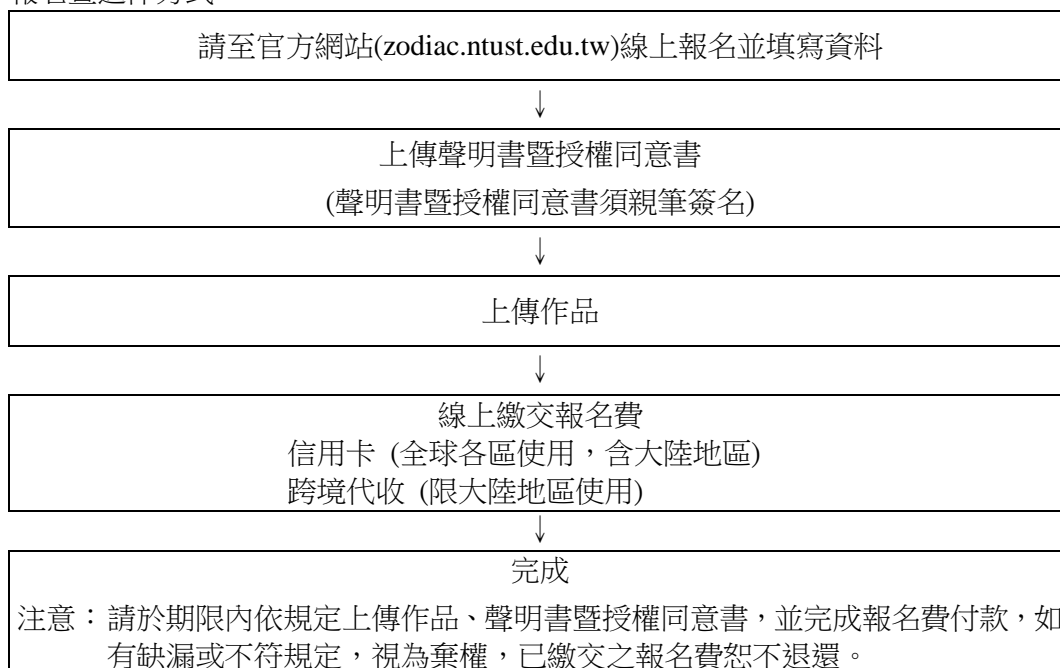 請至官方網站(zodiac.ntust.edu.tw)線上報名並填寫資料
↓
上傳聲明書暨授權同意書
(聲明書暨授權同意書須親筆簽名)
↓
上傳作品
↓
線上繳交報名費
信用卡 (全球各區使用，含大陸地區)
跨境代收 (限大陸地區使用)
↓
完成
注意：請於期限內依規定上傳作品、聲明書暨授權同意書，並完成報名費付款，如
有缺漏或不符規定，視為棄權，已繳交之報名費恕不退還。